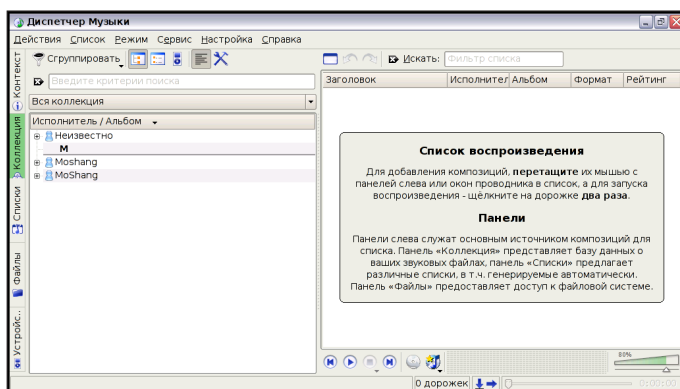 Диспетчер Музыки
Действия Список Режим Сервис Настройка Справка
Сгруппировать
Искать: Фильтр списка
Введите критерии поиска
Вся коллекция
Исполнитель / Альбом
Неизвестно
M
Moshang
MoShang
Контекст
Коллекция
Списки
Файлы
Устройс..
Заголовок Исполнител Альбом Формат Рейтинг
Список воспроизведения
Для добавления композиций, перетащите их мышью с
панелей слева или окон проводника в список, а для запуска
воспроизведения - щёлкните на дорожке два раза.
Панели
Панели слева служат основным источником композиций для
списка. Панель «Коллекция» представляет базу данных о
ваших звуковых файлах, панель «Списки» предлагает
различные списки, в т.ч. генерируемые автоматически.
Панель «Файлы» предоставляет доступ к файловой системе.
80%
0 дорожек
0:00:00